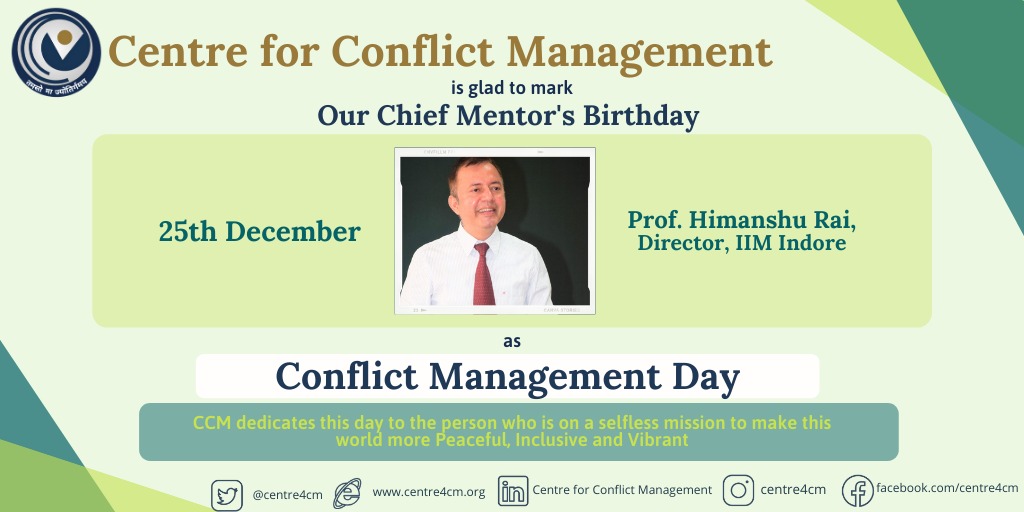 Centre for Conflict Management
तमसो मा ज्योतिर्गमय
is glad to mark
Our Chief Mentor's Birthday
25th December
Prof. Himanshu Rai,
Director, IIM Indore
as
Conflict Management Day
CCM dedicates this day to the person who is on a selfless mission to make this
world more Peaceful, Inclusive and Vibrant
@centre4cm
www.centre4cm.org
Centre for Conflict Management
centre4cm
facebook.com/centre4cm